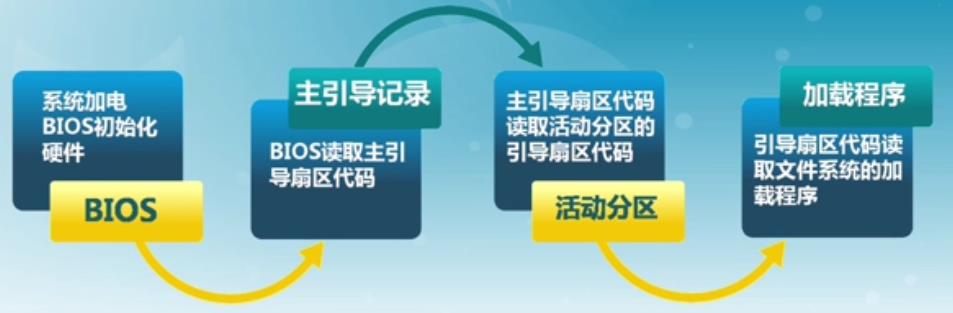 系统加电
BIOS初始化
硬件
BIOS
主引导记录
BIOS读取主引
导扇区代码
主引导扇区代码
读取活动分区的
引导扇区代码
活动分区
加载程序
引导扇区代码读
取文件系统的加
载程序